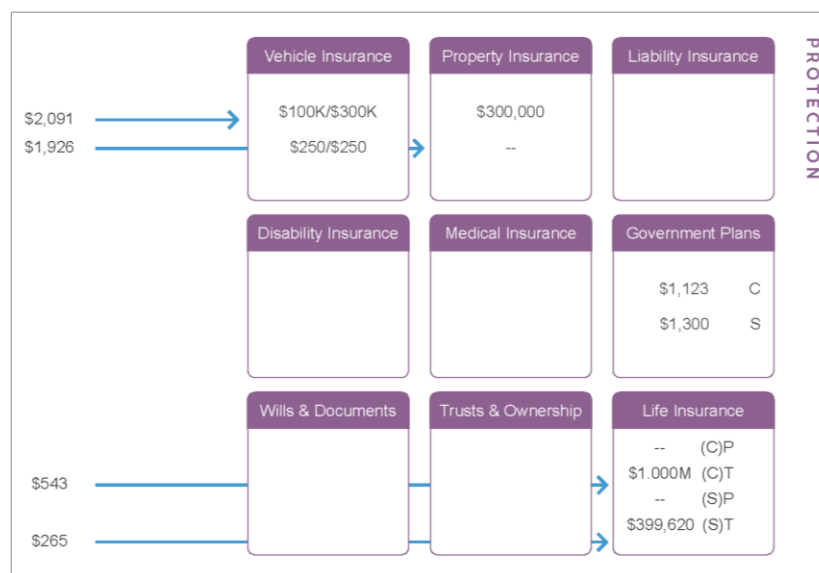 Vehicle Insurance Property Insurance Liability Insurance
PROTECTION
$2,091 $100K/$300K $300,000
$1,926 $250/$250 --
Disability Insurance Medical Insurance Government Plans
$1,123 C
$1,300 S
Wills & Documents Trusts & Ownership Life Insurance
-- (C)P
$543 $1.000M (C)T
-- (S)P
$399,620 (S)T
$265